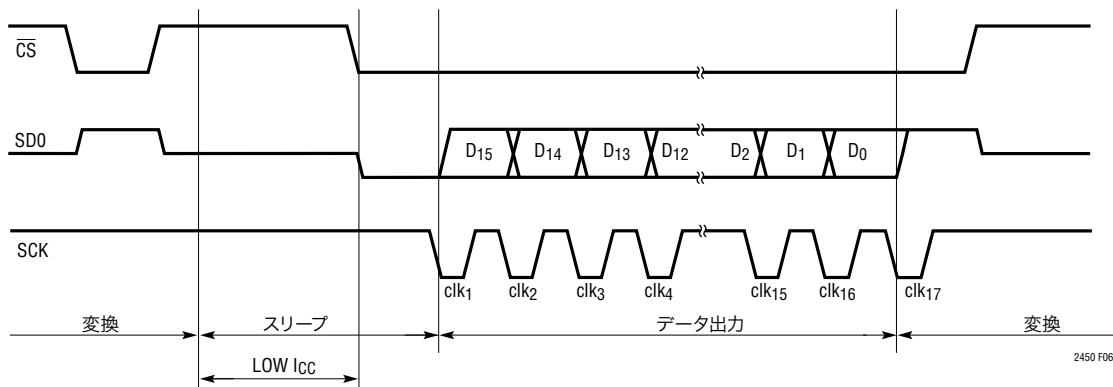 CS
SD0
D15 D14 D13 D12 D2 D1 D0
SCK
clk1 clk2 clk3 clk4 clk15 clk16 clk17
変換 スリープ データ出力 変換
2450 F06
LOW ICC